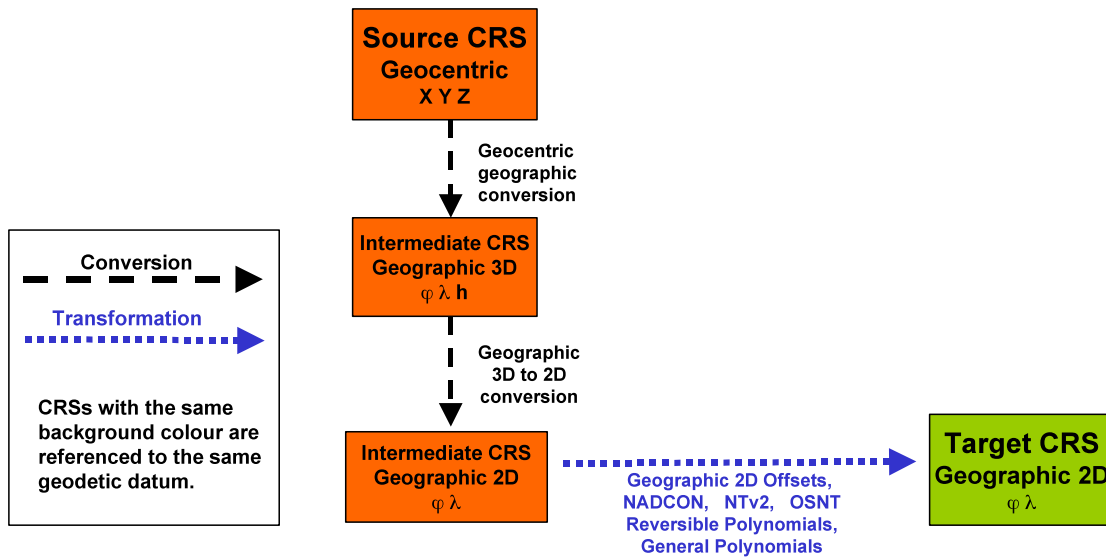 Source CRS
Geocentric
X Y Z
Geocentric
geographic
conversion
Intermediate CRS
Geographic 3D
φ λ h
Conversion
Transformation
CRSs with the same
background colour are
referenced to the same
geodetic datum.
Geographic
3D to 2D
conversion
Intermediate CRS
Geographic 2D
φ λ
Geographic 2D Offsets,
NADCON, NTv2, OSNT
Reversible Polynomials,
General Polynomials
Target CRS
Geographic 2D
φ λ